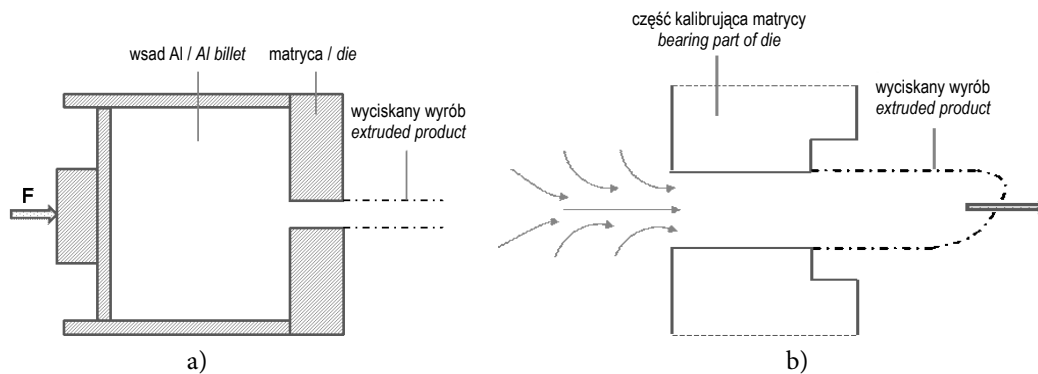 wsad Al / Al billet
matryca / die
wyciskany wyrób
extruded product
F
a)
część kalibrująca matrycy
bearing part of die
wyciskany wyrób
extruded product
b)